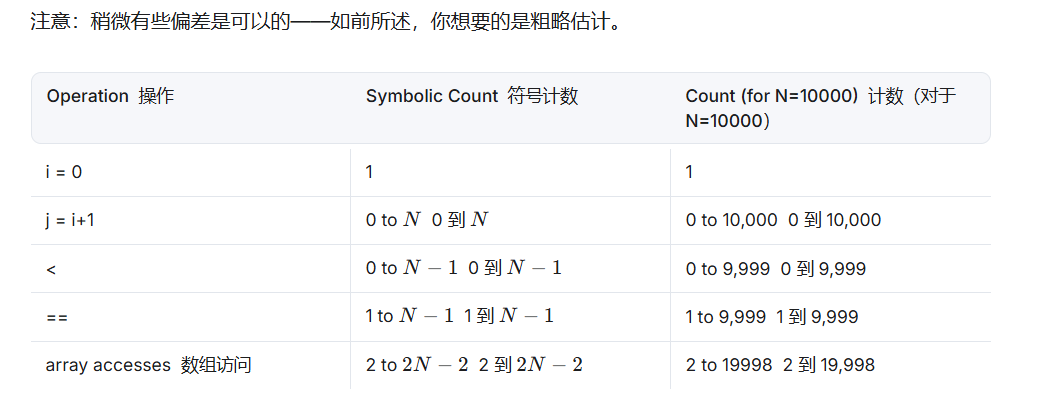 注意：稍微有些偏差是可以的——如前所述，你想要的是粗略估计。
Operation 操作 Symbolic Count 符号计数 Count (for N=10000) 计数（对于
N=10000）
i = 0 1 1
j = i+1 0 to N 0 到 N 0 to 10,000 0 到 10,000
< 0 to N − 1 0 到 N − 1 0 to 9,999 0 到 9,999
== 1 to N − 1 1 到 N − 1 1 to 9,999 1 到 9,999
array accesses 数组访问 2 to 2N − 2 2 到 2N − 2 2 to 19998 2 到 19,998